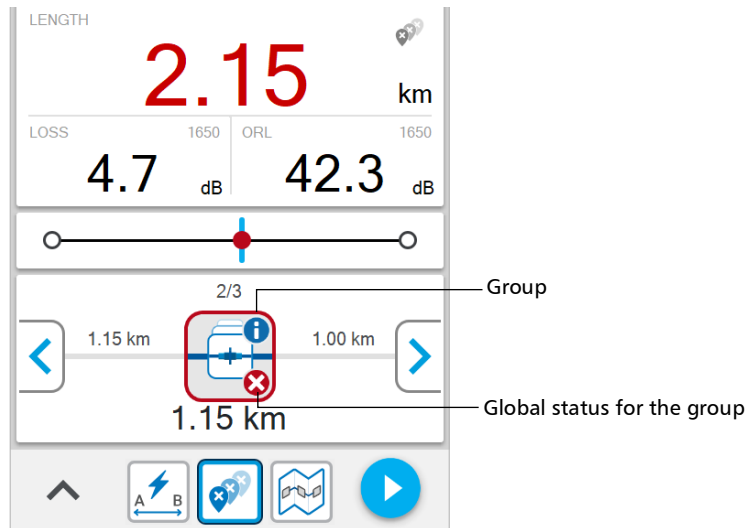 LENGTH
2.15 km
LOSS 1650 ORL 1650
4.7 dB 42.3 dB
2/3
Group
1.15 km 1.00 km
1.15 km
Global status for the group
A B